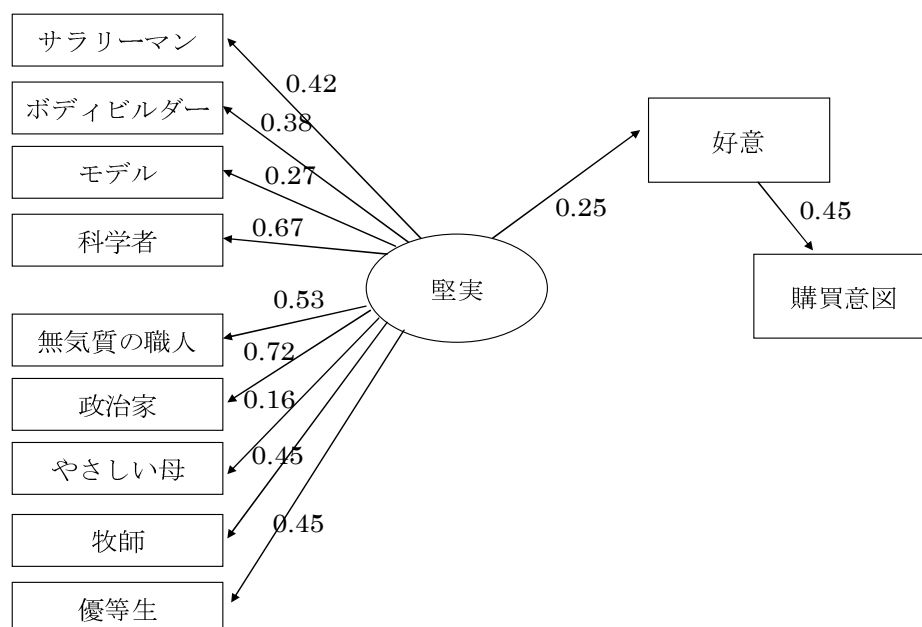 サラリーマン
0.42
ボディビルダー
0.38
モデル
0.27
科学者
0.67
無気質の職人
0.53
政治家
0.72
やさしい母
0.16
牧師
0.45
優等生
0.45
堅実
0.25
好意
0.45
購買意図